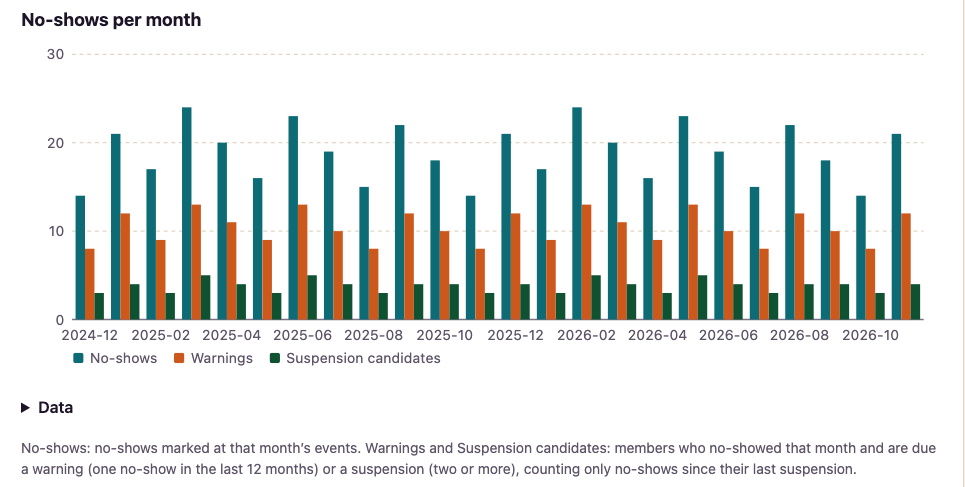 No-shows per month
30
20
10
0
2024-12 2025-02 2025-04 2025-06 2025-08 2025-10 2025-12 2026-02 2026-04 2026-06 2026-08 2026-10
No-shows Warnings Suspension candidates
Data
No-shows: no-shows marked at that month’s events. Warnings and Suspension candidates: members who no-showed that month and are due
a warning (one no-show in the last 12 months) or a suspension (two or more), counting only no-shows since their last suspension.